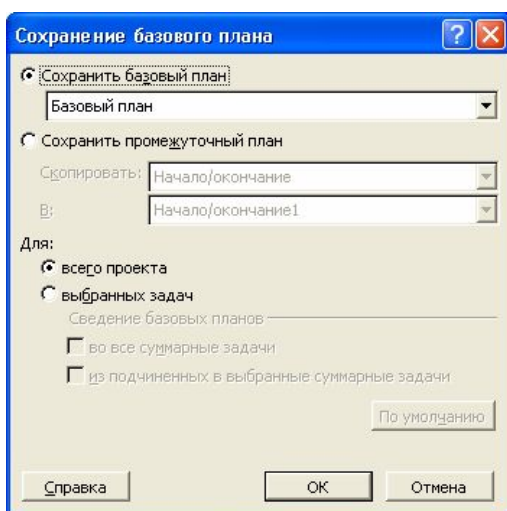 Сохранение базового плана
Сохранить базовый план
Базовый план
Сохранить промежуточный план
Скопировать: Начало/окончание
В: Начало/окончание1
Для:
всего проекта
выбранных задач
Сведение базовых планов
во все суммарные задачи
из подчиненных в выбранные суммарные задачи
По умолчанию
Справка ОК Отмена